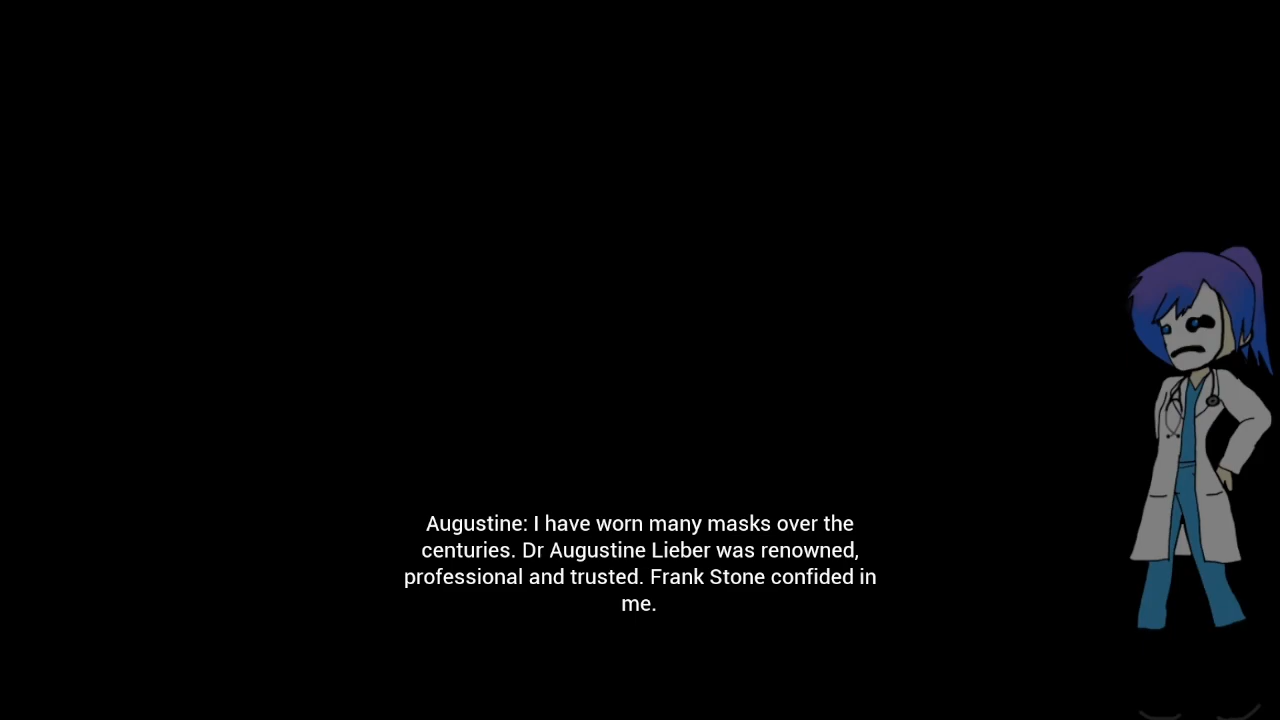 Augustine: I have worn many masks over the
centuries. Dr Augustine Lieber was renowned,
professional and trusted. Frank Stone confided in
me.